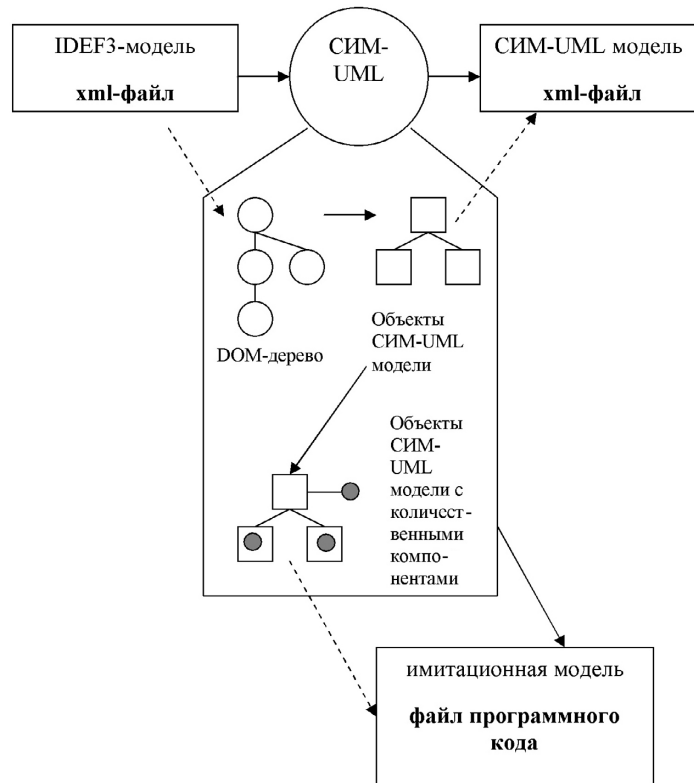 IDEF3-модель
xml-файл
СИМ-
UML
СИМ-UML модель
xml-файл
DOM-дерево
Объекты
СИМ-UML
модели
Объекты
СИМ-
UML
модели с
количест-
венными
компо-
нентами
имитационная модель
файл программного
кода